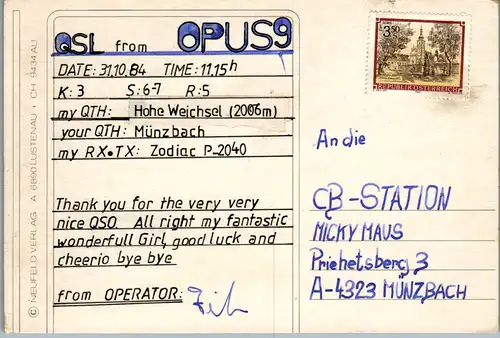 QSL from OPUS9
DATE: 31.10.84 TIME: 11.15h
K: 3 S: 6-7 R: 5
my QTH: Hohe Weichsel (2006m)
your QTH: Münzbach
my RX•TX: Zodiac P-2040
Thank you for the very very
nice QSO. All right my fantastic
wonderfull Girl, good luck and
cheerio bye bye
from OPERATOR:
© NEUFELD VERLAG A 6890 LUSTENAU • CH 9434 AU
3.50
REPUBLIK ÖSTERREICH
An die
CB-STATION
MICKY MAUS
Priehetsberg 3
A-4323 MÜNZBACH